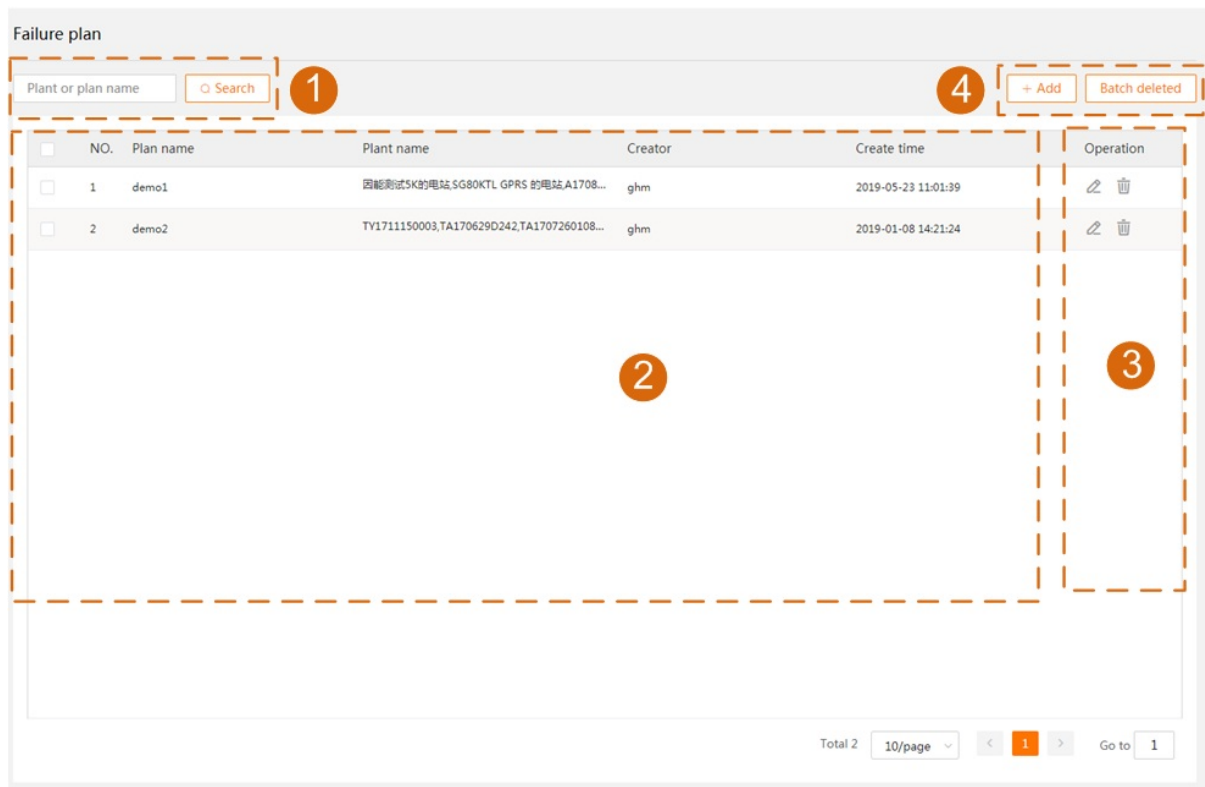 Failure plan
Plant or plan name Search 1 4 + Add Batch deleted
NO. Plan name Plant name Creator Create time Operation
1 demo1 因能测试5K的电站,SG80KTL GPRS 的电站,A1708... ghm 2019-05-23 11:01:39
2 demo2 TY1711150003,TA170629D242,TA1707260108... ghm 2019-01-08 14:21:24
2 3
Total 2 10/page < 1 > Go to 1